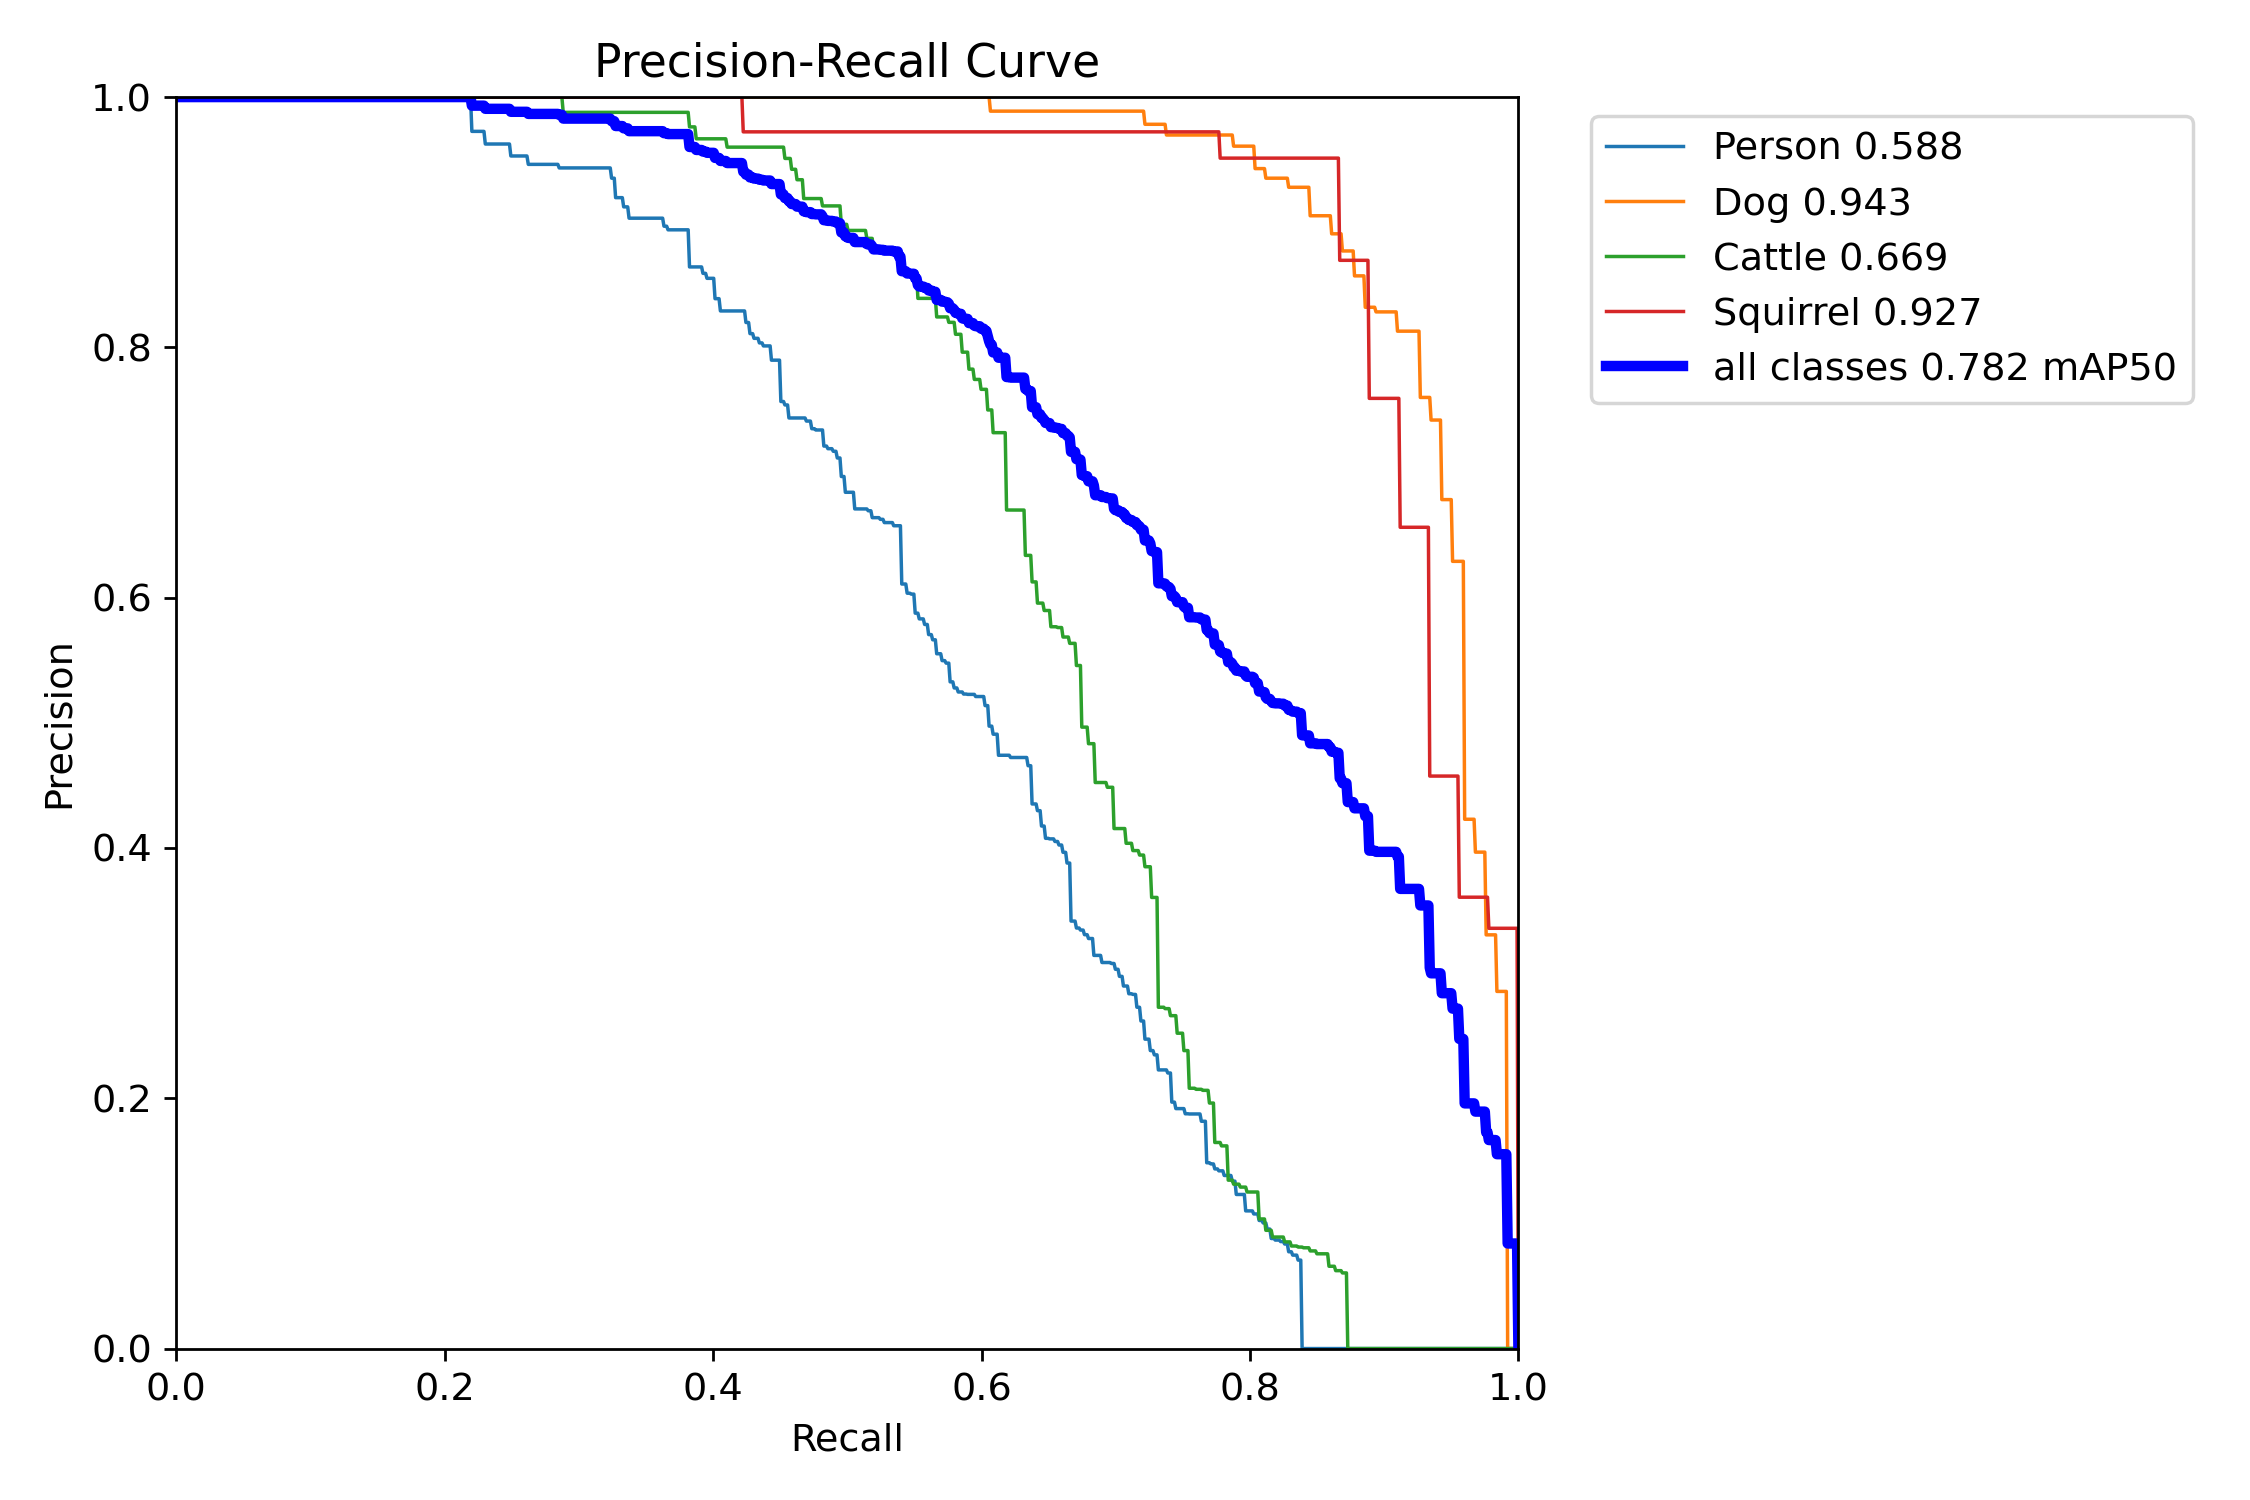 Precision-Recall Curve
1.0
0.8
0.6
0.4
0.2
0.0
Precision
0.0 0.2 0.4 0.6 0.8 1.0
Recall
Person 0.588
Dog 0.943
Cattle 0.669
Squirrel 0.927
all classes 0.782 mAP50